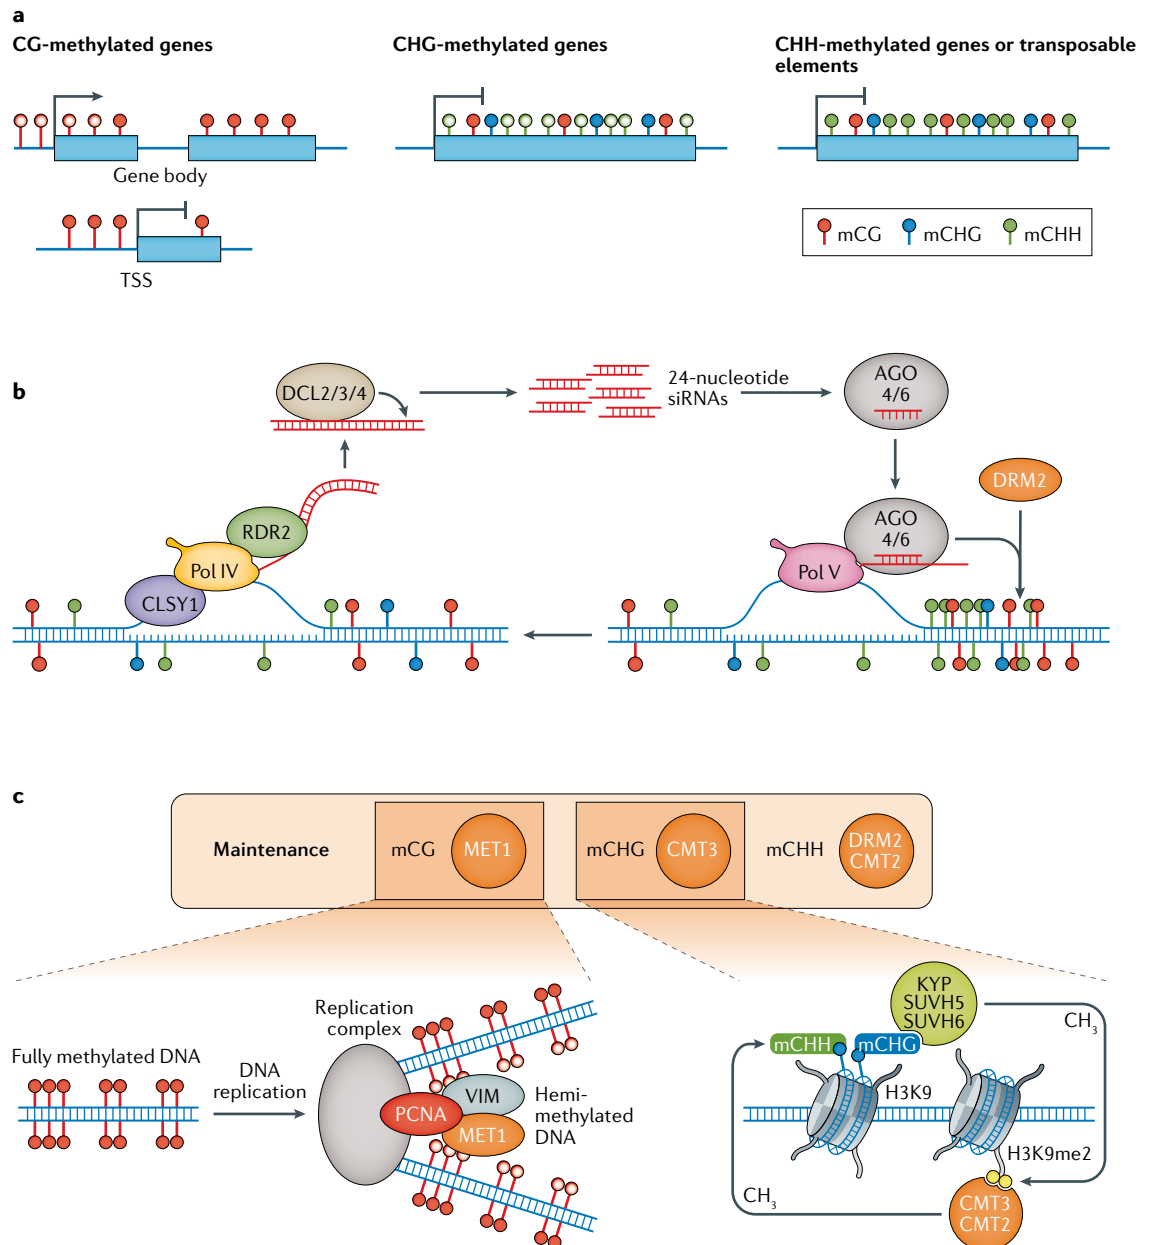 a
CG-methylated genes
CHG-methylated genes
CHH-methylated genes or transposable
elements
Gene body
TSS
mCG
mCHG
mCHH
b
DCL2/3/4
24-nucleotide
siRNAs
AGO
4/6
DRM2
RDR2
Pol IV
CLSY1
AGO
4/6
Pol V
c
Maintenance
mCG
MET1
mCHG
CMT3
mCHH
DRM2
CMT2
Fully methylated DNA
DNA
replication
Replication
complex
PCNA
VIM
MET1
Hemi-
methylated
DNA
KYP
SUVH5
SUVH6
CH3
mCHH
mCHG
H3K9
H3K9me2
CH3
CMT3
CMT2